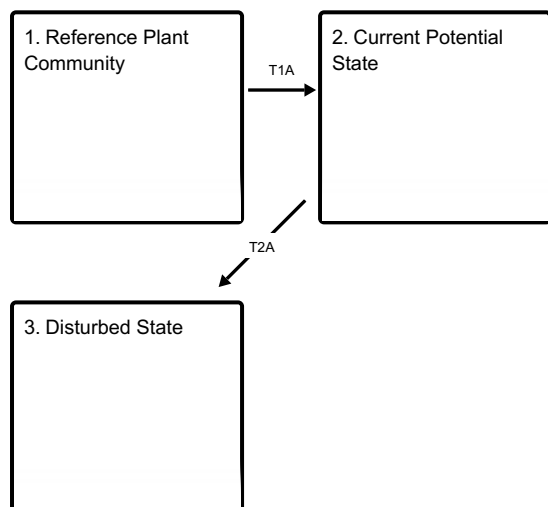 1. Reference Plant
Community
T1A
2. Current Potential
State
T2A
3. Disturbed State